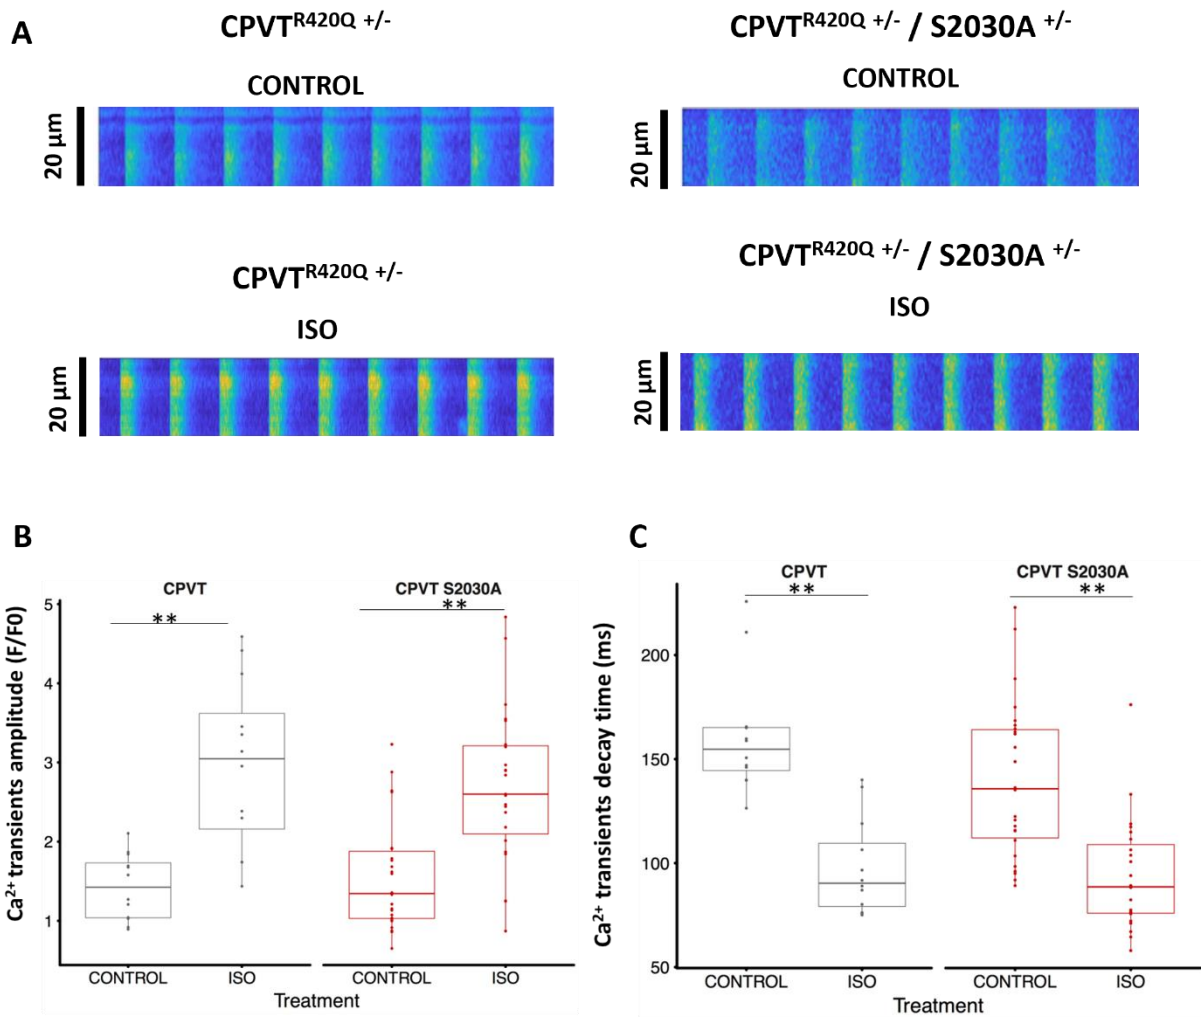 A
CPVTR420Q +/-
CONTROL
20 µm
CPVTR420Q +/- / S2030A +/-
CONTROL
20 µm
CPVTR420Q +/-
ISO
20 µm
CPVTR420Q +/- / S2030A +/-
ISO
20 µm
B
CPVT
CPVT S2030A
**
**
Ca2+ transients amplitude (F/F0)
5
4
3
2
1
CONTROL
ISO
CONTROL
ISO
Treatment
C
CPVT
CPVT S2030A
**
**
Ca2+ transients decay time (ms)
200
150
100
50
CONTROL
ISO
CONTROL
ISO
Treatment